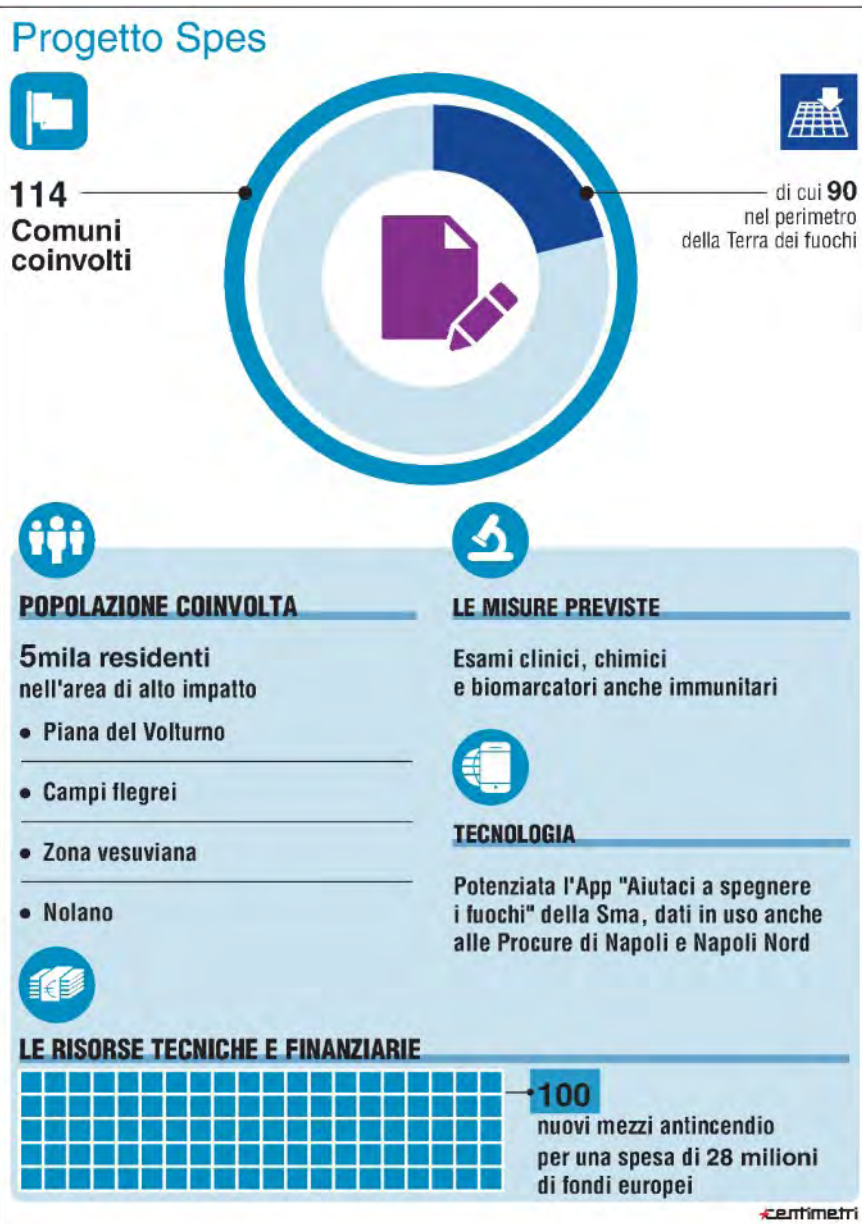 Progetto Spes
114
Comuni
coinvolti
di cui 90
nel perimetro
della Terra dei fuochi
POPOLAZIONE COINVOLTA
5mila residenti
nell'area di alto impatto
• Piana del Volturno
• Campi flegrei
• Zona vesuviana
• Nolano
LE MISURE PREVISTE
Esami clinici, chimici
e biomarcatori anche immunitari
TECNOLOGIA
Potenziata l'App "Aiutaci a spegnere
i fuochi" della Sma, dati in uso anche
alle Procure di Napoli e Napoli Nord
LE RISORSE TECNICHE E FINANZIARIE
100
nuovi mezzi antincendio
per una spesa di 28 milioni
di fondi europei
centimetri